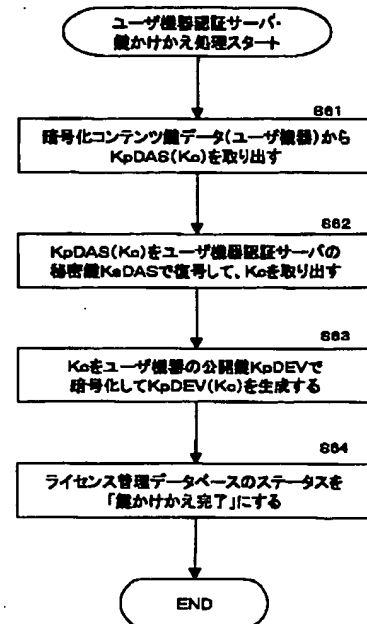 ユーザ機器認証サーバ・
鍵かけかえ処理スタート
S61
暗号化コンテンツ鍵データ(ユーザ機器)から
KpDAS(Kc)を取り出す
S62
KpDAS(Kc)をユーザ機器認証サーバの
秘密鍵KsDASで復号して、Kcを取り出す
S63
Kcをユーザ機器の公開鍵KpDEVで
暗号化してKpDEV(Kc)を生成する
S64
ライセンス管理データベースのステータスを
「鍵かけかえ完了」にする
END